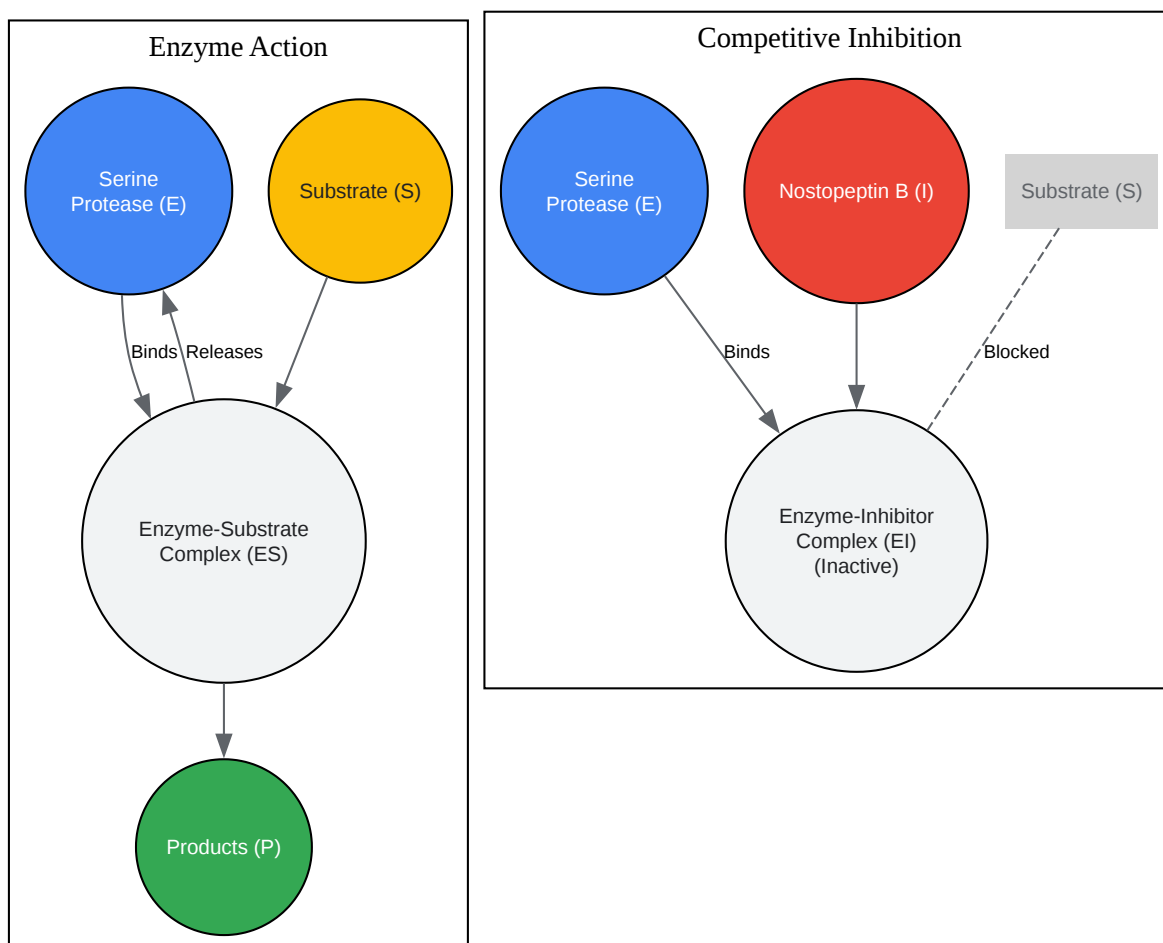 Enzyme Action
Serine
Protease (E)
Substrate (S)
Binds
Releases
Enzyme-Substrate
Complex (ES)
Products (P)
Competitive Inhibition
Serine
Protease (E)
Nostopeptin B (I)
Substrate (S)
Binds
Blocked
Enzyme-Inhibitor
Complex (EI)
(Inactive)